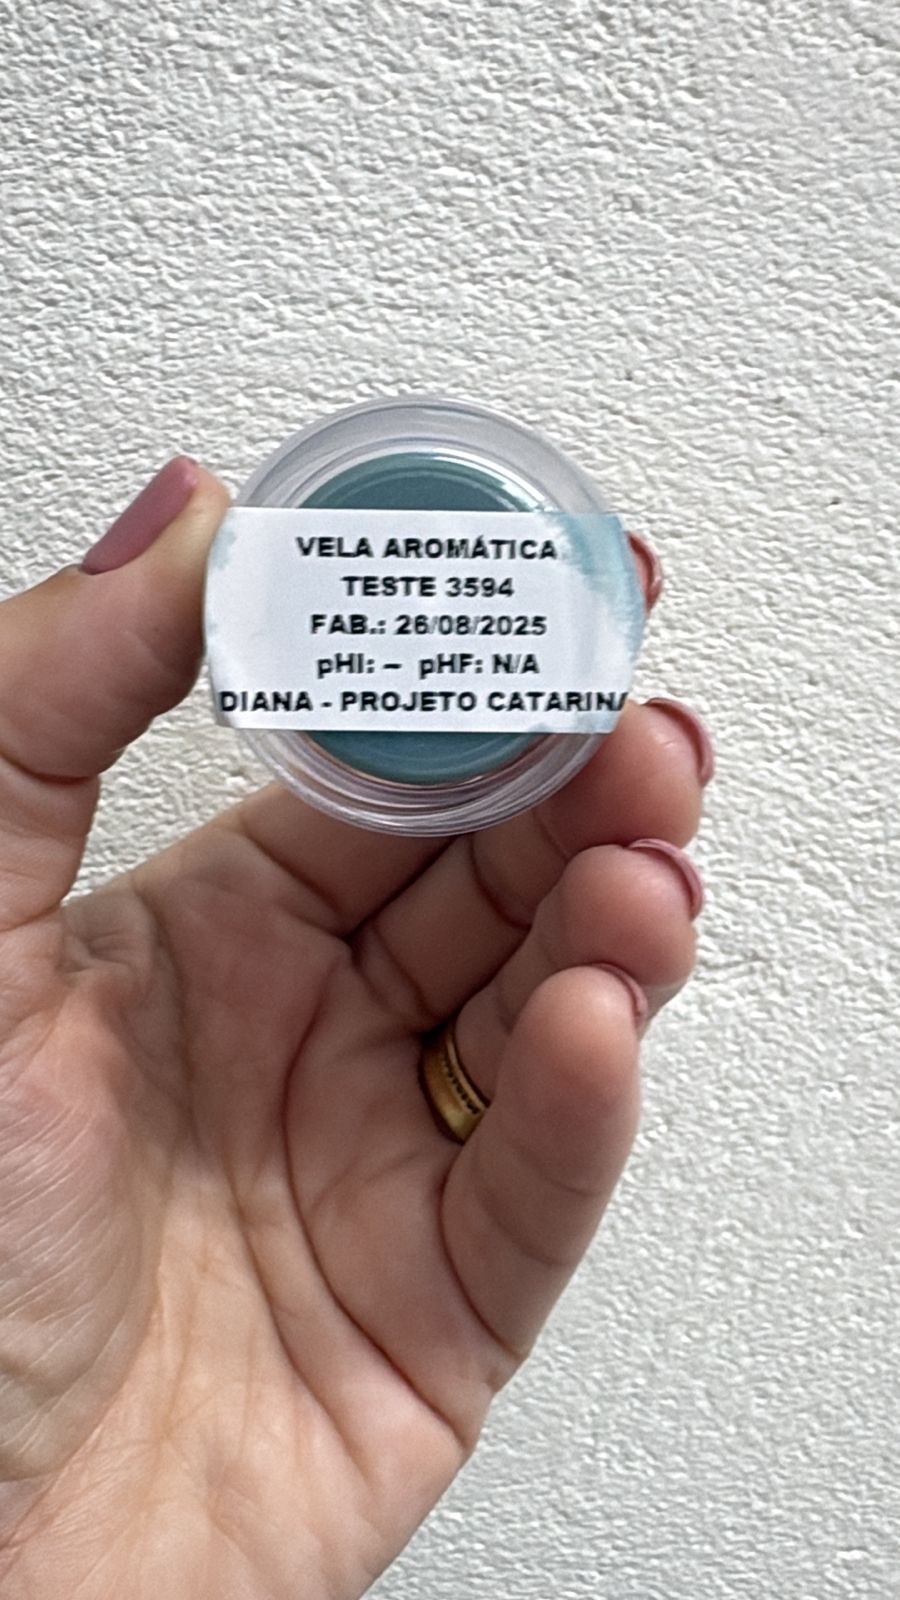 VELA AROMÁTICA
TESTE 3594
FAB.: 26/08/2025
pHI: – pHF: N/A
DIANA - PROJETO CATARINA